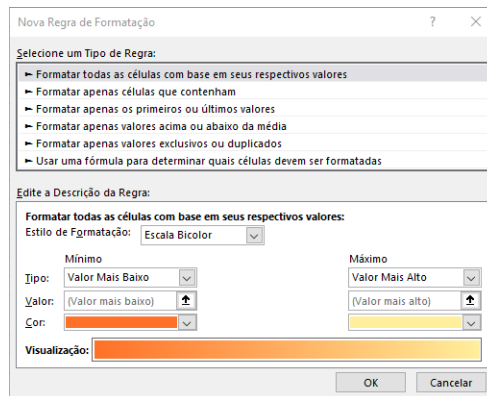 Nova Regra de Formatação ? ×
Selecione um Tipo de Regra:
► Formatar todas as células com base em seus respectivos valores
► Formatar apenas células que contenham
► Formatar apenas os primeiros ou últimos valores
► Formatar apenas valores acima ou abaixo da média
► Formatar apenas valores exclusivos ou duplicados
► Usar uma fórmula para determinar quais células devem ser formatadas
Edite a Descrição da Regra:
Formatar todas as células com base em seus respectivos valores:
Estilo de Formatação: Escala Bicolor
Mínimo Máximo
Tipo: Valor Mais Baixo Valor Mais Alto
Valor: (Valor mais baixo) (Valor mais alto)
Cor:
Visualização:
OK Cancelar